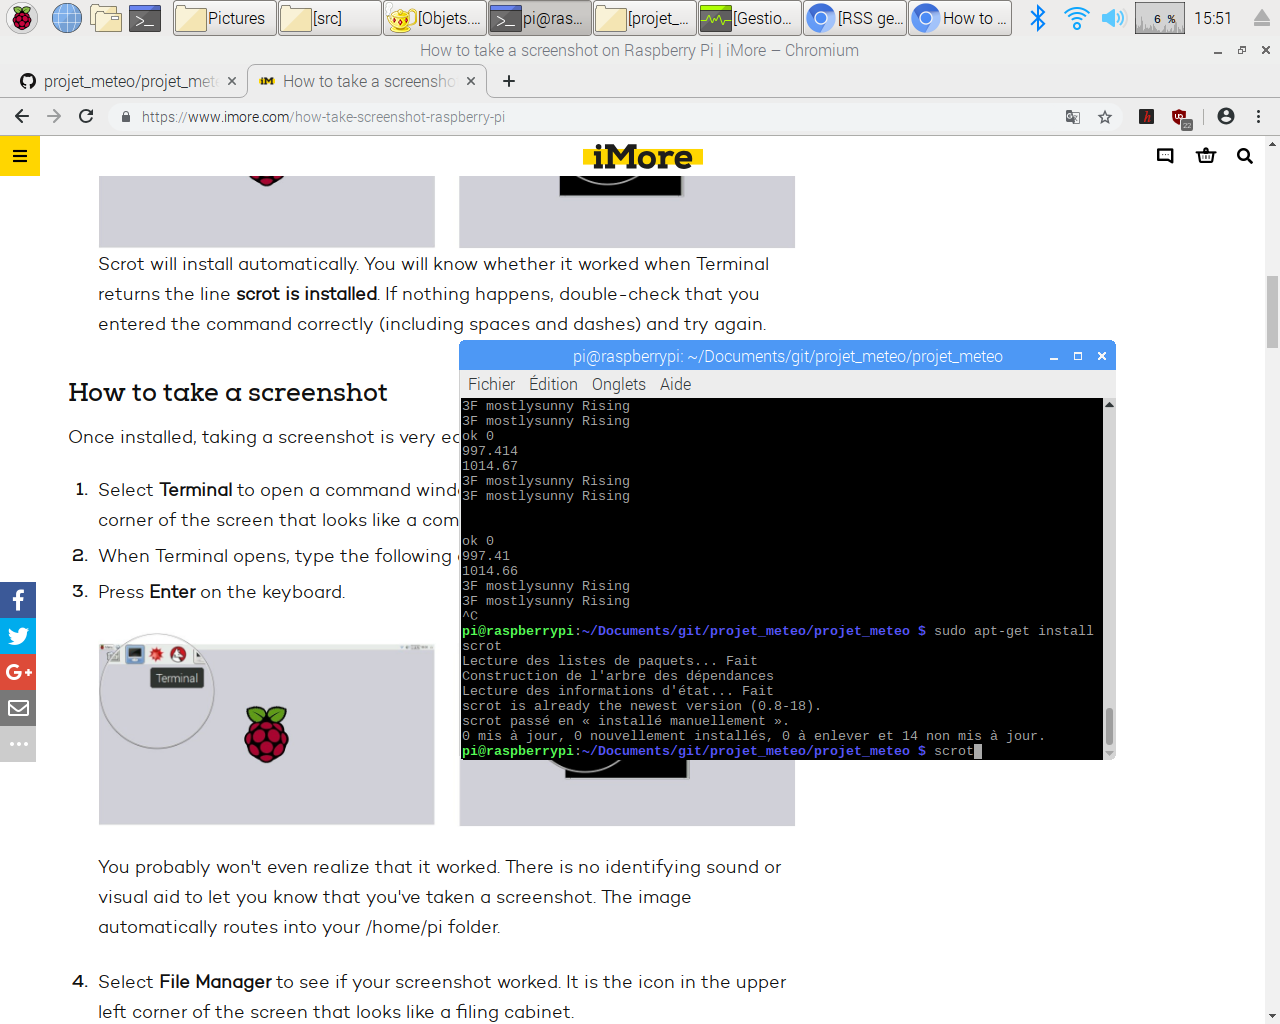 Pictures
[src]
[Objets....
pi@ras...
[projet_...
[Gestio...
[RSS ge...
How to ...
6 %
15:51
How to take a screenshot on Raspberry Pi | iMore – Chromium
projet_meteo/projet_mete
How to take a screensho
https://www.imore.com/how-take-screenshot-raspberry-pi
22
iMore
Scrot will install automatically. You will know whether it worked when Terminal
returns the line scrot is installed. If nothing happens, double-check that you
entered the command correctly (including spaces and dashes) and try again.
How to take a screenshot
Once installed, taking a screenshot is very ea
1. Select Terminal to open a command wind
corner of the screen that looks like a com
2. When Terminal opens, type the following
3. Press Enter on the keyboard.
Terminal
pi@raspberrypi: ~/Documents/git/projet_meteo/projet_meteo
Fichier Édition Onglets Aide
3F mostlysunny Rising
3F mostlysunny Rising
ok 0
997.414
1014.67
3F mostlysunny Rising
3F mostlysunny Rising
ok 0
997.41
1014.66
3F mostlysunny Rising
3F mostlysunny Rising
^C
pi@raspberrypi:~/Documents/git/projet_meteo/projet_meteo $ sudo apt-get install
scrot
Lecture des listes de paquets... Fait
Construction de l'arbre des dépendances
Lecture des informations d'état... Fait
scrot is already the newest version (0.8-18).
scrot passé en « installé manuellement ».
0 mis à jour, 0 nouvellement installés, 0 à enlever et 14 non mis à jour.
pi@raspberrypi:~/Documents/git/projet_meteo/projet_meteo $ scrot
You probably won't even realize that it worked. There is no identifying sound or
visual aid to let you know that you've taken a screenshot. The image
automatically routes into your /home/pi folder.
4. Select File Manager to see if your screenshot worked. It is the icon in the upper
left corner of the screen that looks like a filing cabinet.